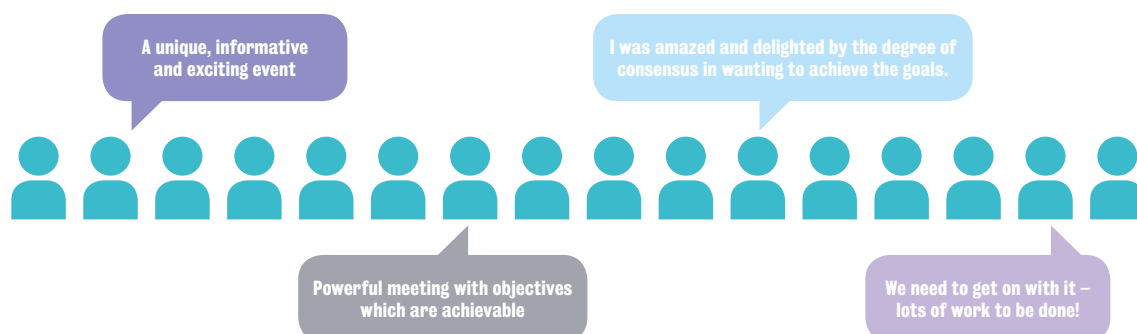 A unique, informative
and exciting event
I was amazed and delighted by the degree of
consensus in wanting to achieve the goals.
Powerful meeting with objectives
which are achievable
We need to get on with it –
lots of work to be done!